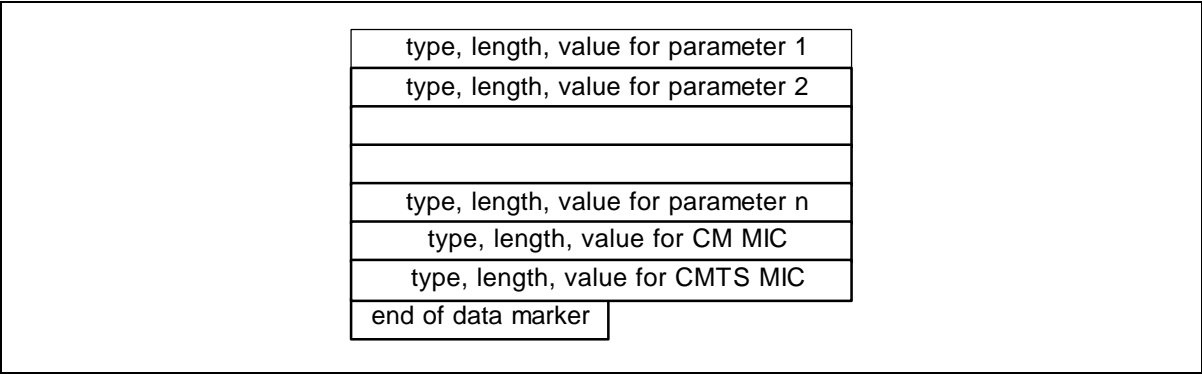 type, length, value for parameter 1
type, length, value for parameter 2
type, length, value for parameter n
type, length, value for CM MIC
type, length, value for CMTS MIC
end of data marker